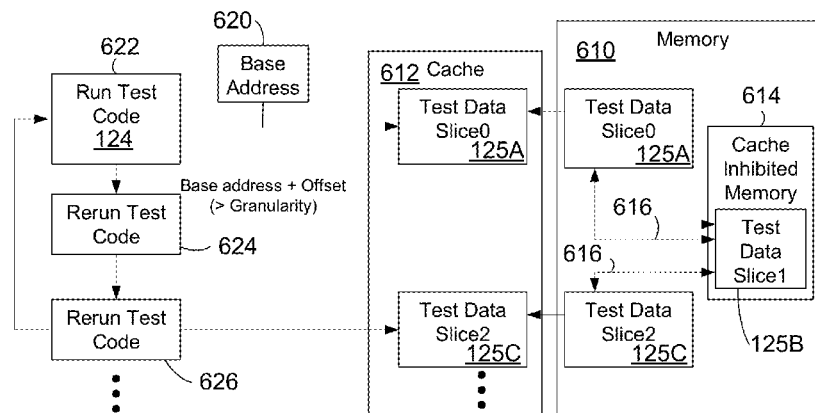 622
Run Test
Code
124
620
Base
Address
Base address + Offset
(> Granularity)
Rerun Test
Code
624
Rerun Test
Code
626
612 Cache
Test Data
Slice0
125A
Test Data
Slice2
125C
610 Memory
Test Data
Slice0
125A
616
616
Test Data
Slice2
125C
614
Cache
Inhibited
Memory
Test
Data
Slice1
125B